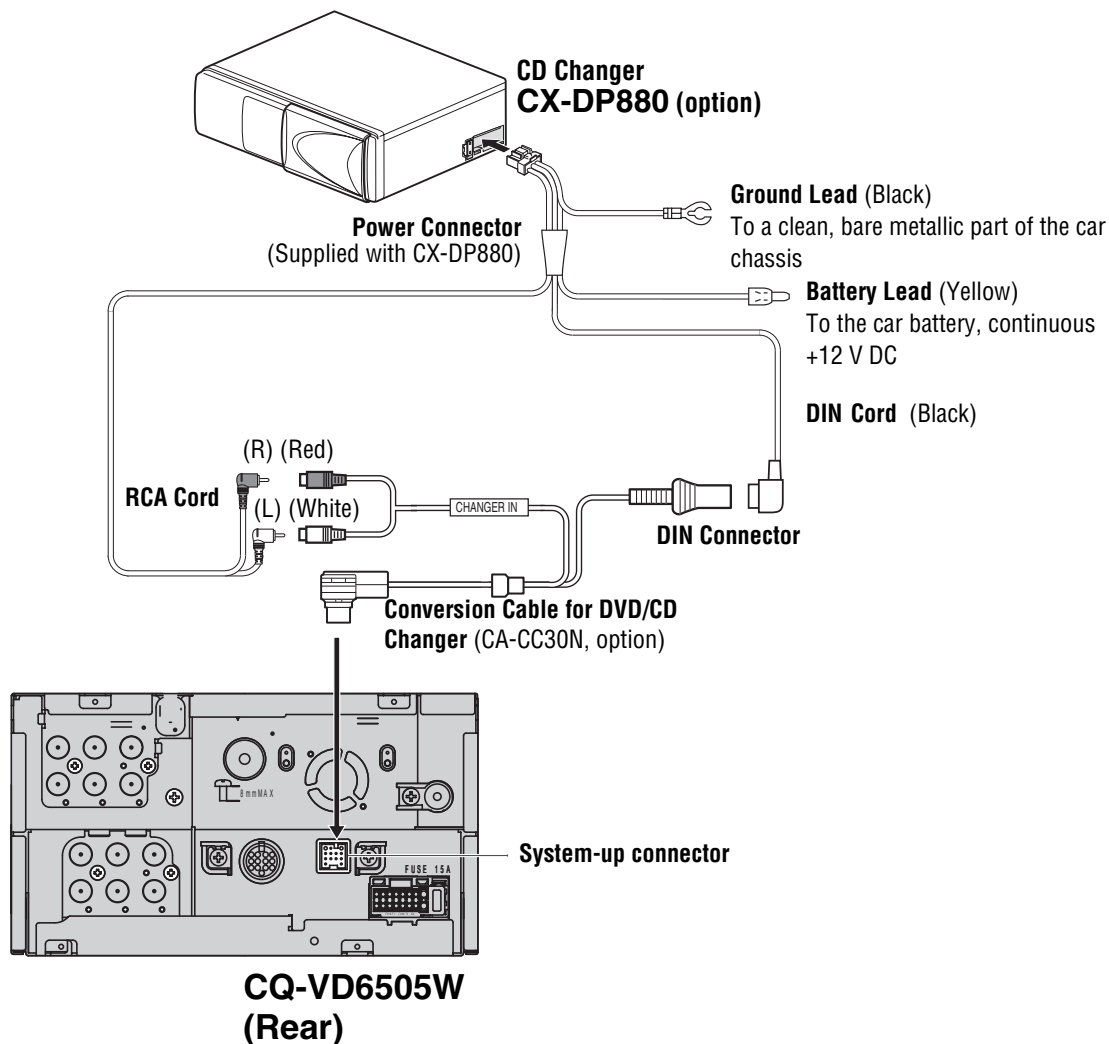 CD Changer
CX-DP880 (option)
Ground Lead (Black)
To a clean, bare metallic part of the car
chassis
Power Connector
(Supplied with CX-DP880)
Battery Lead (Yellow)
To the car battery, continuous
+12 V DC
DIN Cord (Black)
(R) (Red)
RCA Cord
(L) (White)
CHANGER IN
DIN Connector
Conversion Cable for DVD/CD
Changer (CA-CC30N, option)
8mmMAX
System-up connector
FUSE 15A
CQ-VD6505W
(Rear)